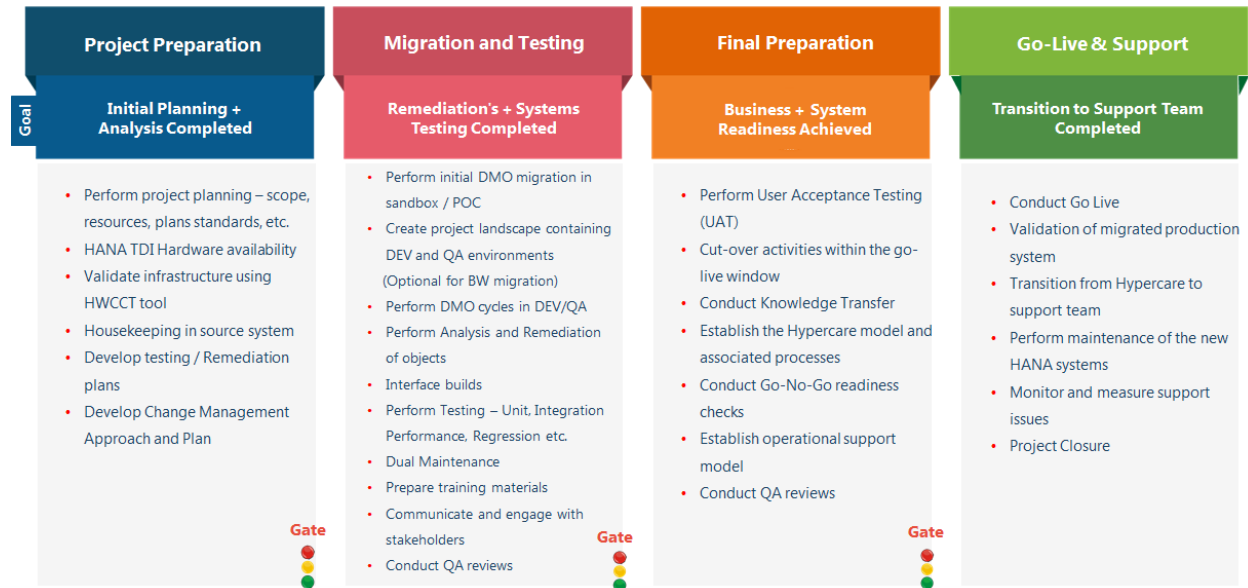 Project Preparation
Goal
Initial Planning +
Analysis Completed
• Perform project planning – scope,
resources, plans standards, etc.
• HANA TDI Hardware availability
• Validate infrastructure using
HWCCT tool
• Housekeeping in source system
• Develop testing / Remediation
plans
• Develop Change Management
Approach and Plan
Gate
Migration and Testing
Remediation's + Systems
Testing Completed
• Perform initial DMO migration in
sandbox / POC
• Create project landscape containing
DEV and QA environments
(Optional for BW migration)
• Perform DMO cycles in DEV/QA
• Perform Analysis and Remediation
of objects
• Interface builds
• Perform Testing – Unit, Integration
Performance, Regression etc.
• Dual Maintenance
• Prepare training materials
• Communicate and engage with
stakeholders
• Conduct QA reviews
Gate
Final Preparation
Business + System
Readiness Achieved
• Perform User Acceptance Testing
(UAT)
• Cut-over activities within the go-
live window
• Conduct Knowledge Transfer
• Establish the Hypercare model and
associated processes
• Conduct Go-No-Go readiness
checks
• Establish operational support
model
• Conduct QA reviews
Gate
Go-Live & Support
Transition to Support Team
Completed
• Conduct Go Live
• Validation of migrated production
system
• Transition from Hypercare to
support team
• Perform maintenance of the new
HANA systems
• Monitor and measure support
issues
• Project Closure